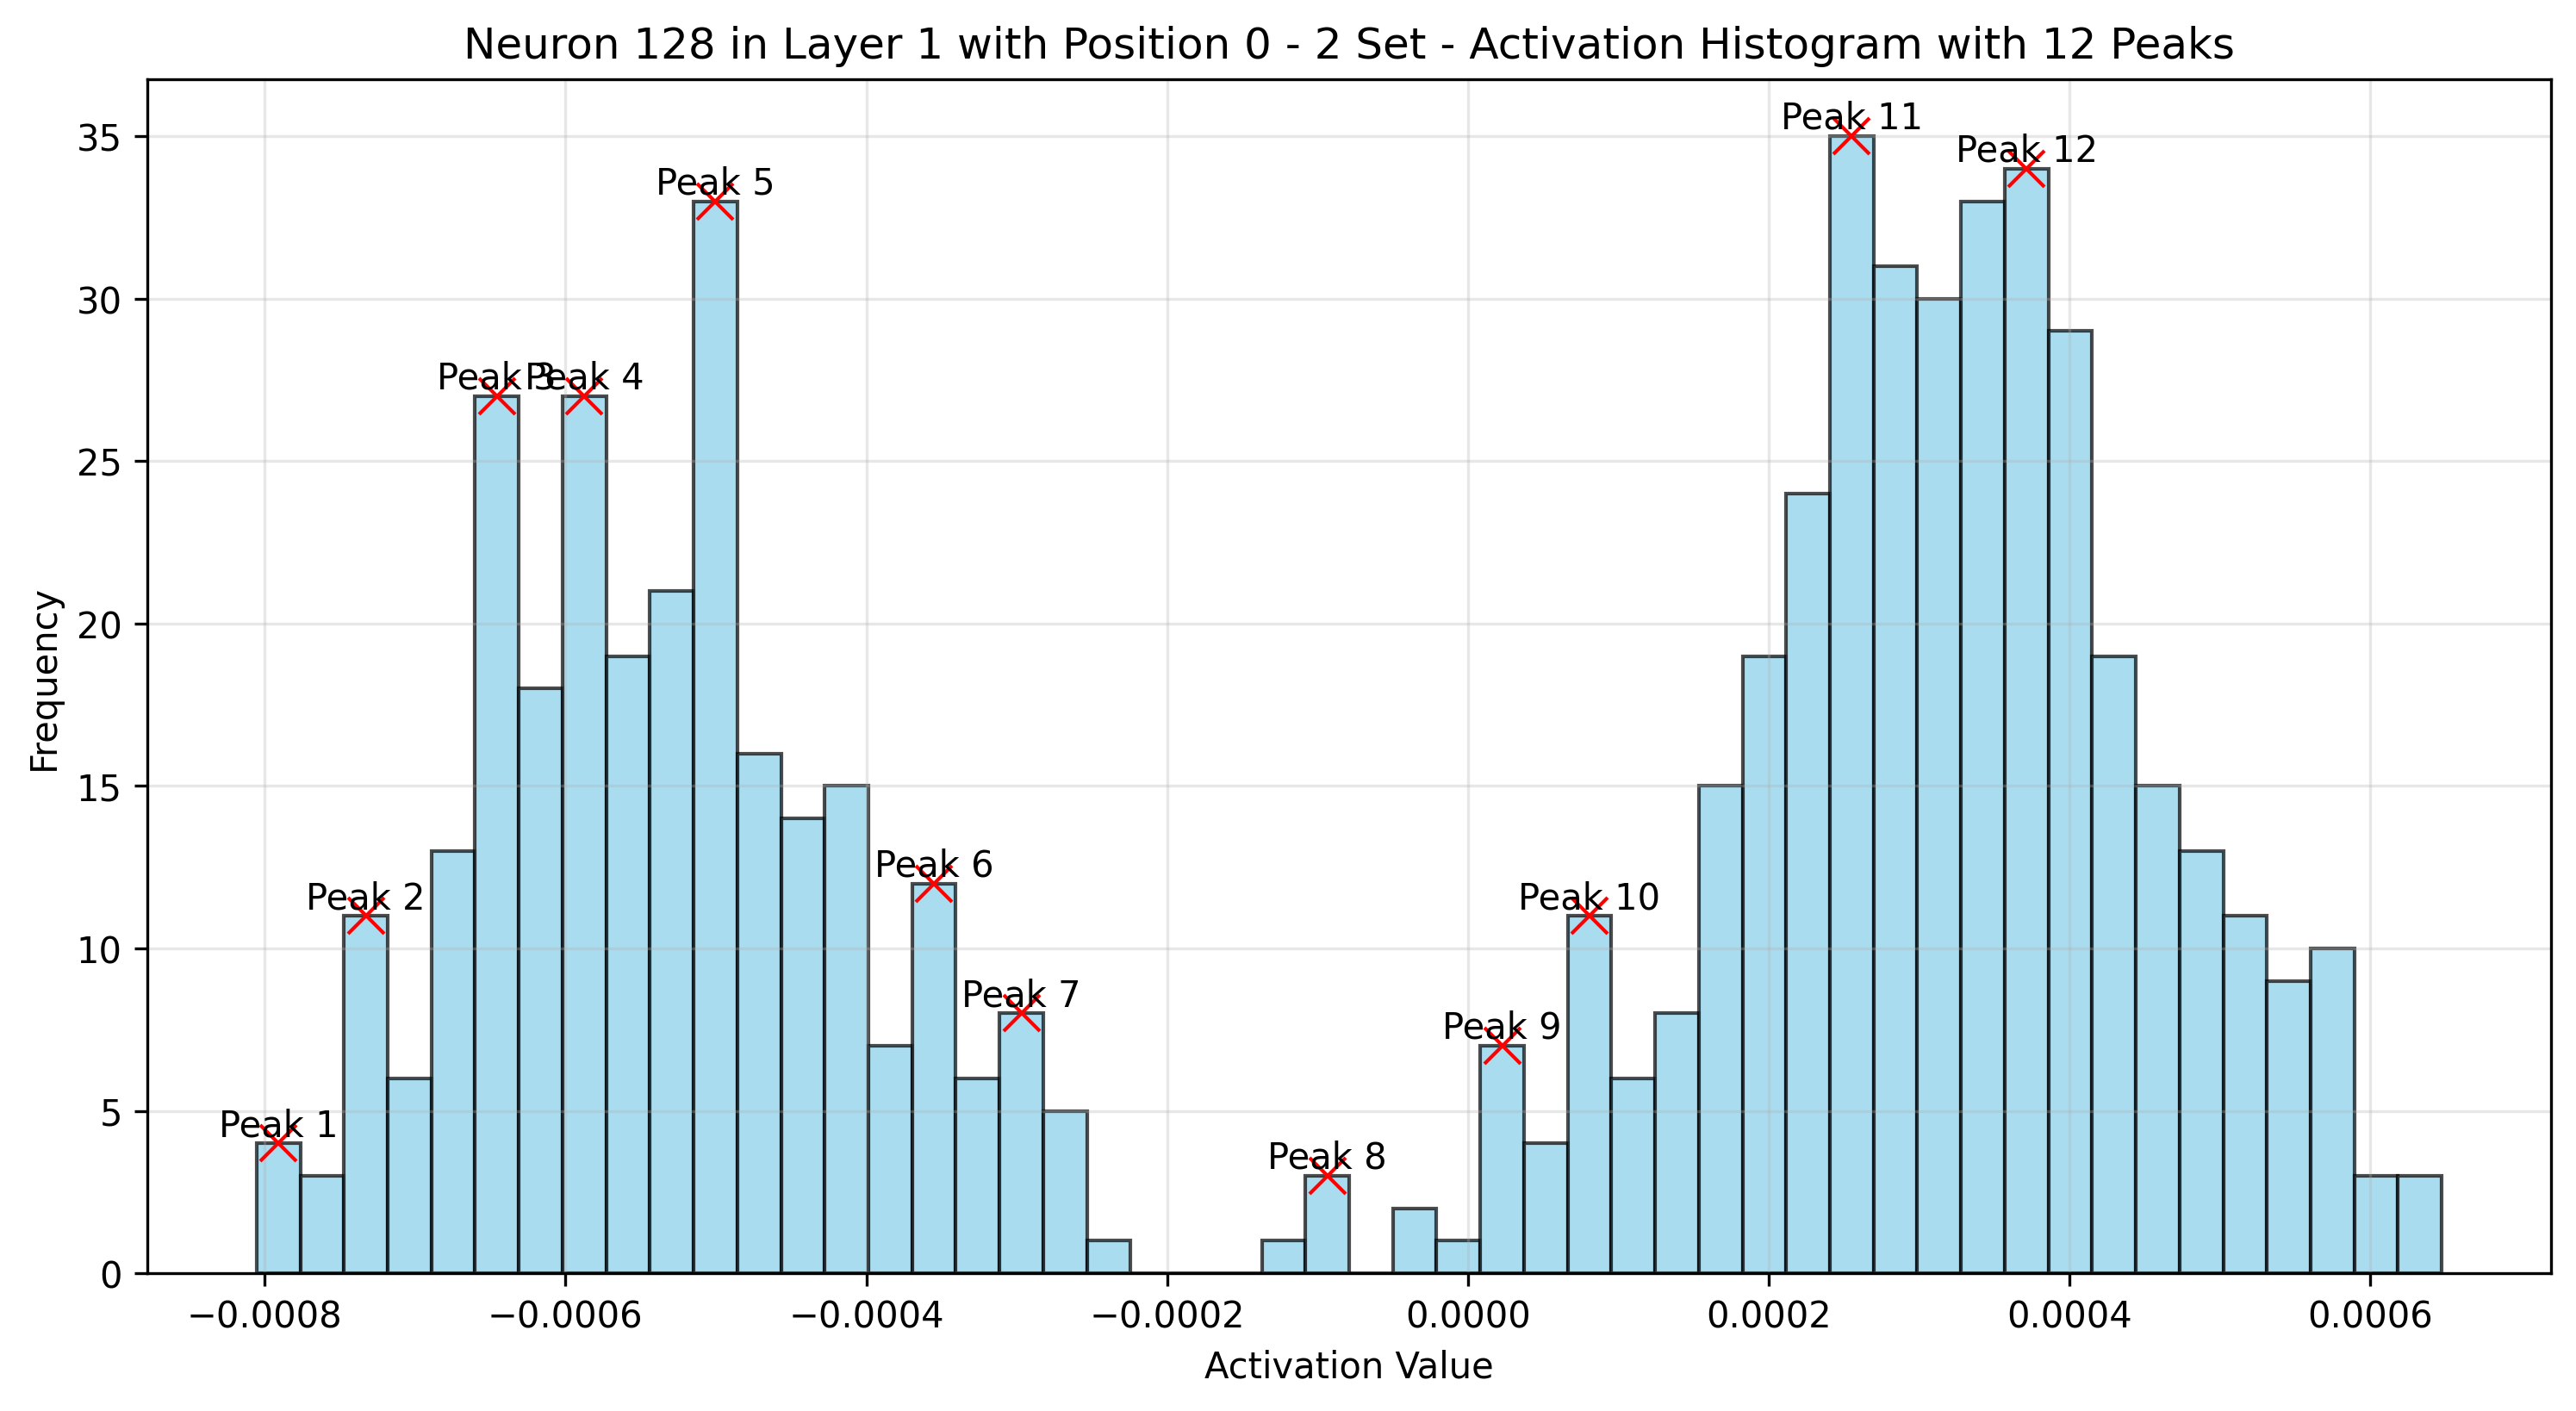 Neuron 128 in Layer 1 with Position 0 - 2 Set - Activation Histogram with 12 Peaks
Frequency
35
30
25
20
15
10
5
0
Peak 1
Peak 2
Peak 3
Peak 4
Peak 5
Peak 6
Peak 7
Peak 8
Peak 9
Peak 10
Peak 11
Peak 12
−0.0008 −0.0006 −0.0004 −0.0002 0.0000 0.0002 0.0004 0.0006
Activation Value